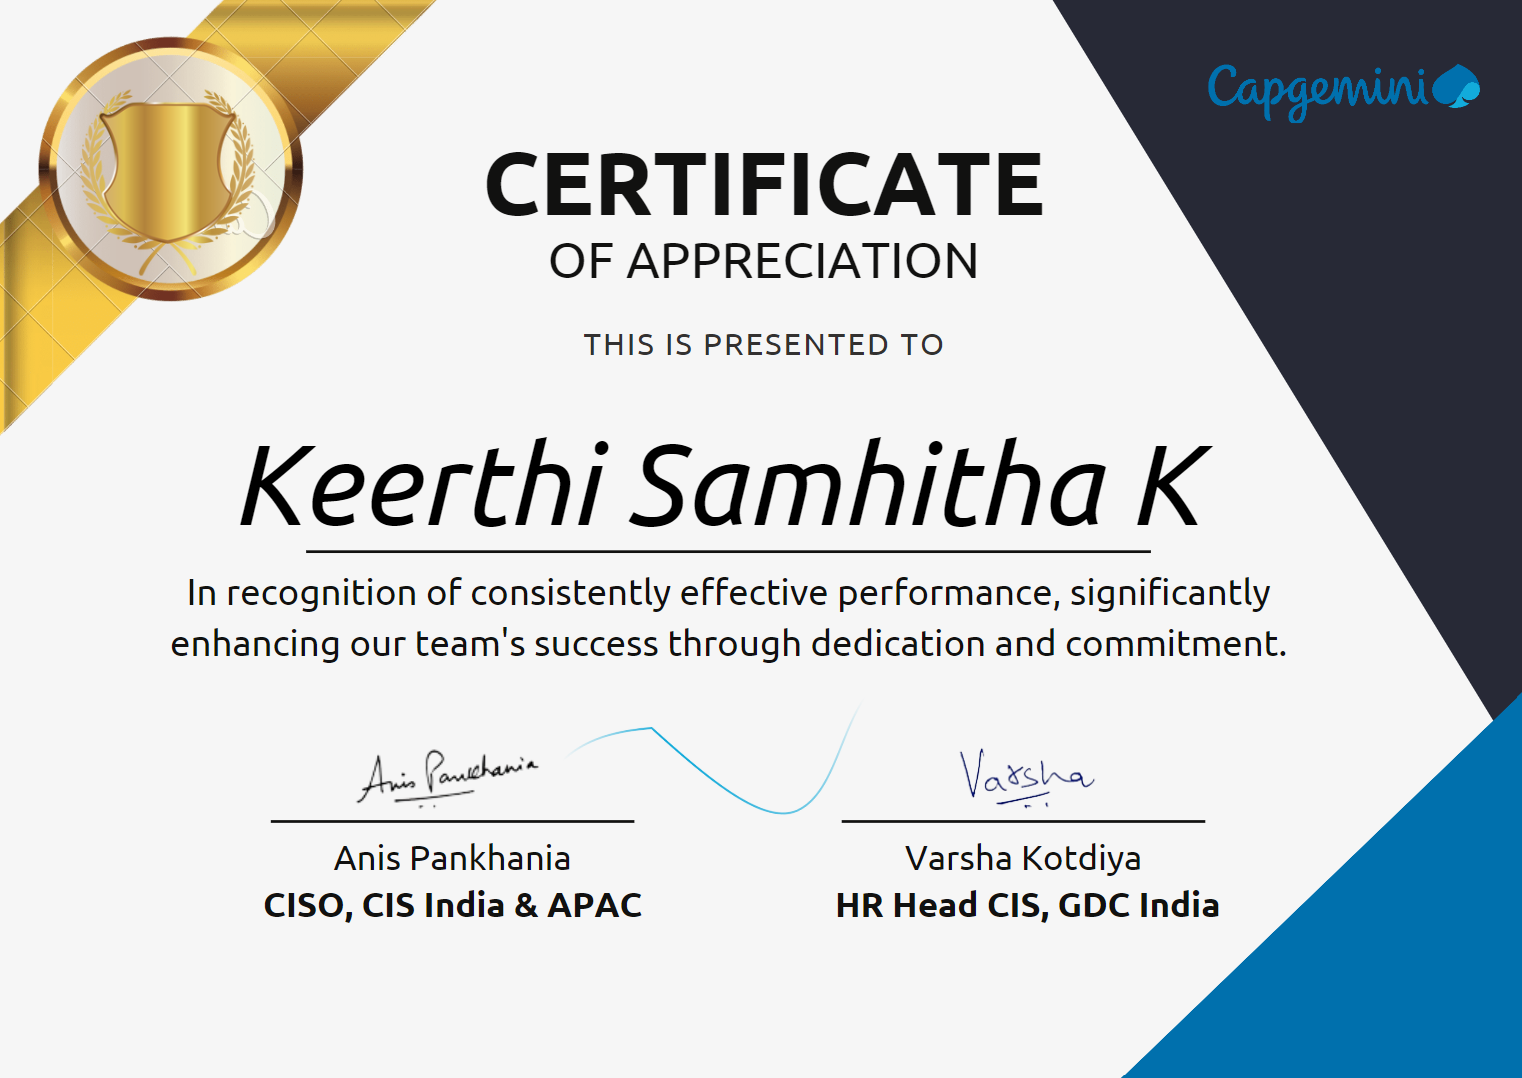 Capgemini
CERTIFICATE
OF APPRECIATION
THIS IS PRESENTED TO
Keerthi Samhitha K
In recognition of consistently effective performance, significantly
enhancing our team's success through dedication and commitment.
Anis Pankhania
Varsha
Anis Pankhania
Varsha Kotdiya
CISO, CIS India & APAC
HR Head CIS, GDC India